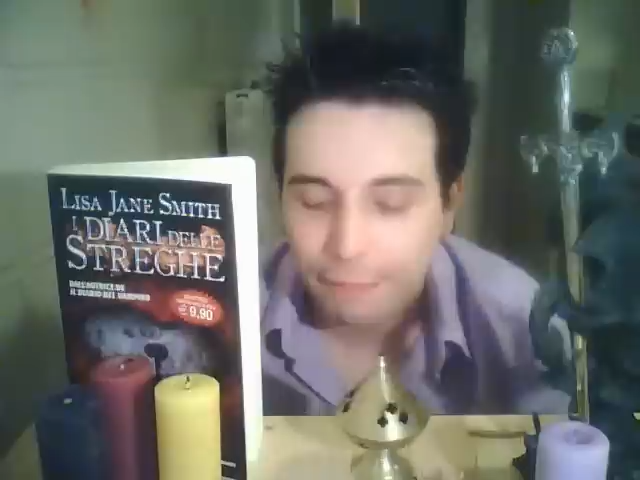 LISA JANE SMITH
I DIARI DELLE
STREGHE
DALL'AUTRICE DE
IL DIARIO DEL VAMPIRO
9,90